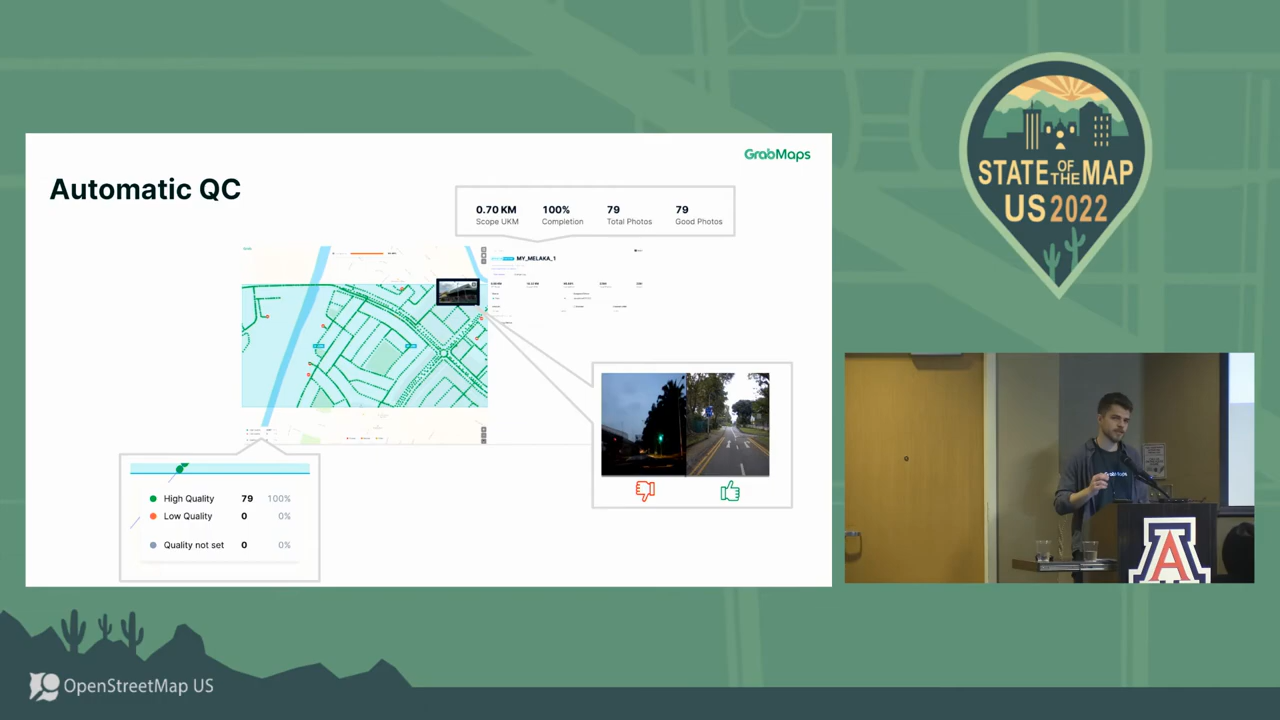 GrabMaps
Automatic QC
0.70 KM
100%
79
79
Scope UKM
Completion
Total Photos
Good Photos
MY_MELAKA_1
High Quality 79 100%
Low Quality 0 0%
Quality not set 0 0%
STATE OF THE MAP
US 2022
GrabMaps
A
OpenStreetMap US